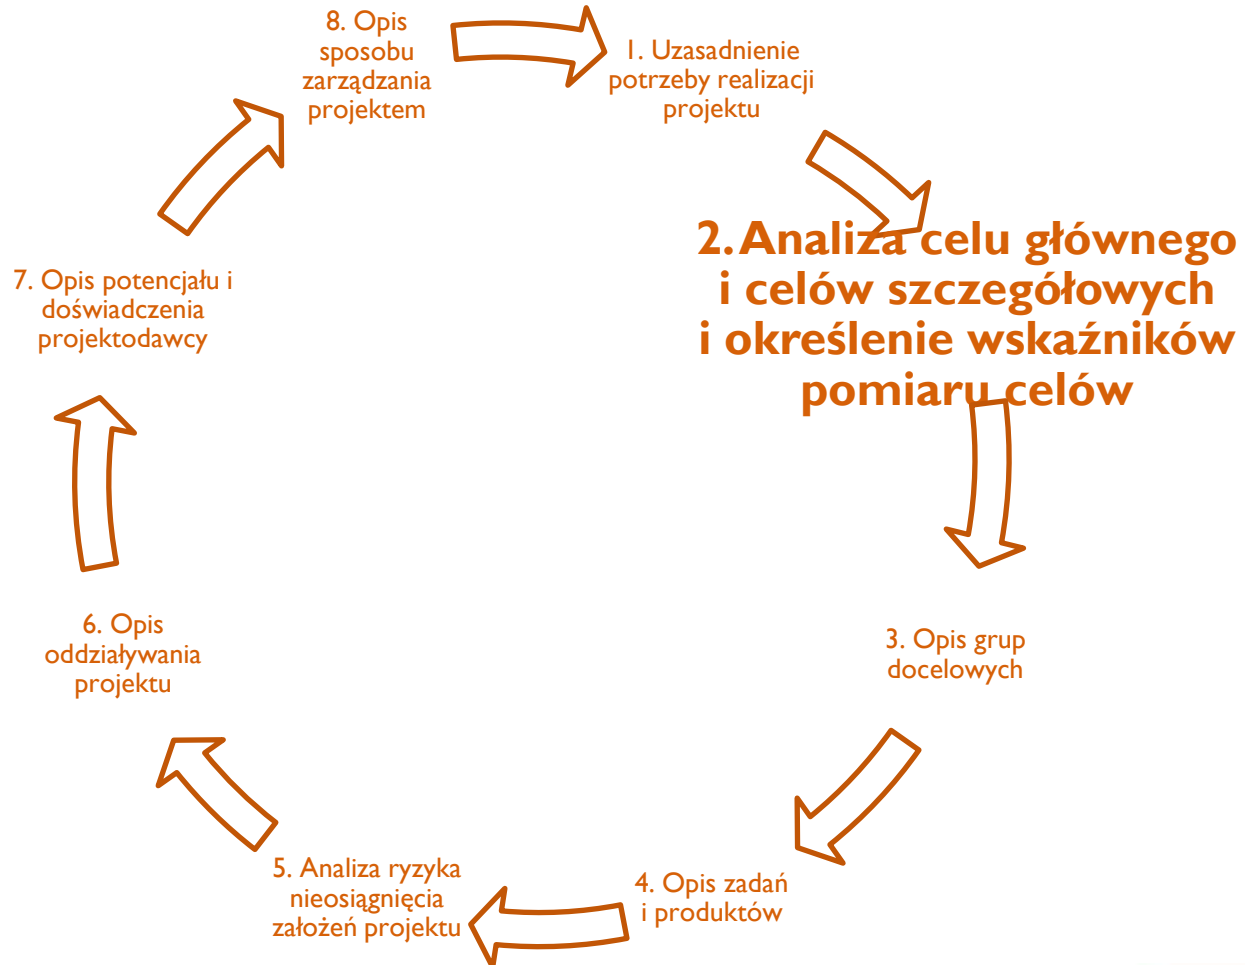 8. Opis
sposobu
zarządzania
projektem
1. Uzasadnienie
potrzeby realizacji
projektu
2. Analiza celu głównego
i celów szczegółowych
i określenie wskaźników
pomiaru celów
3. Opis grup
docelowych
4. Opis zadań
i produktów
5. Analiza ryzyka
nieosiągnięcia
założeń projektu
6. Opis
oddziaływania
projektu
7. Opis potencjału i
doświadczenia
projektodawcy